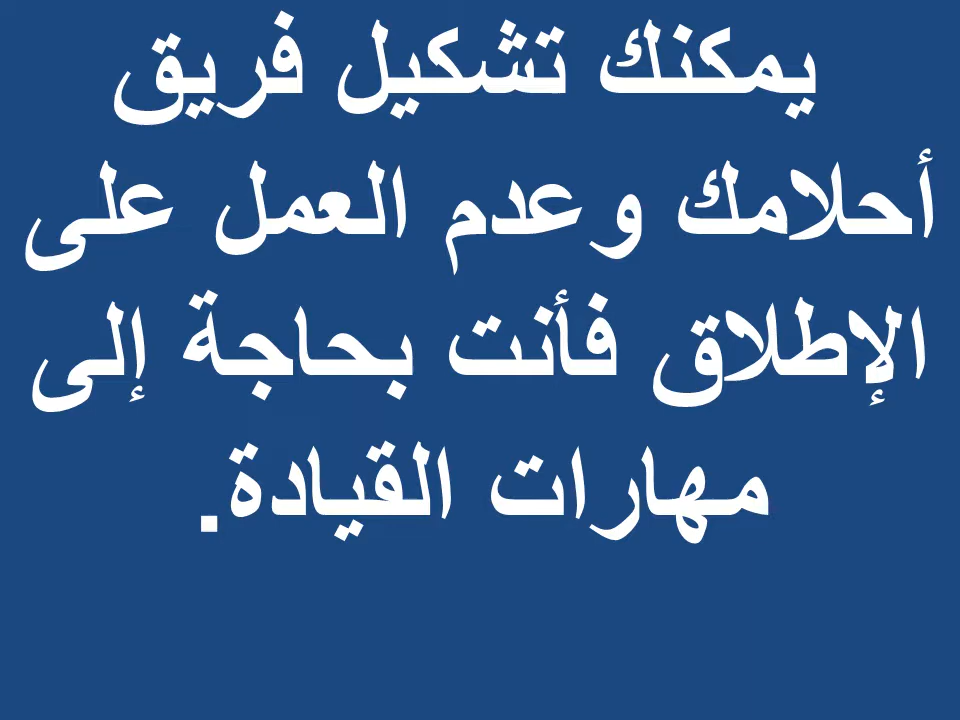 يمكنك تشكيل فريق
أحلامك وعدم العمل على
الإطلاق فأنت بحاجة إلى
مهارات القيادة.